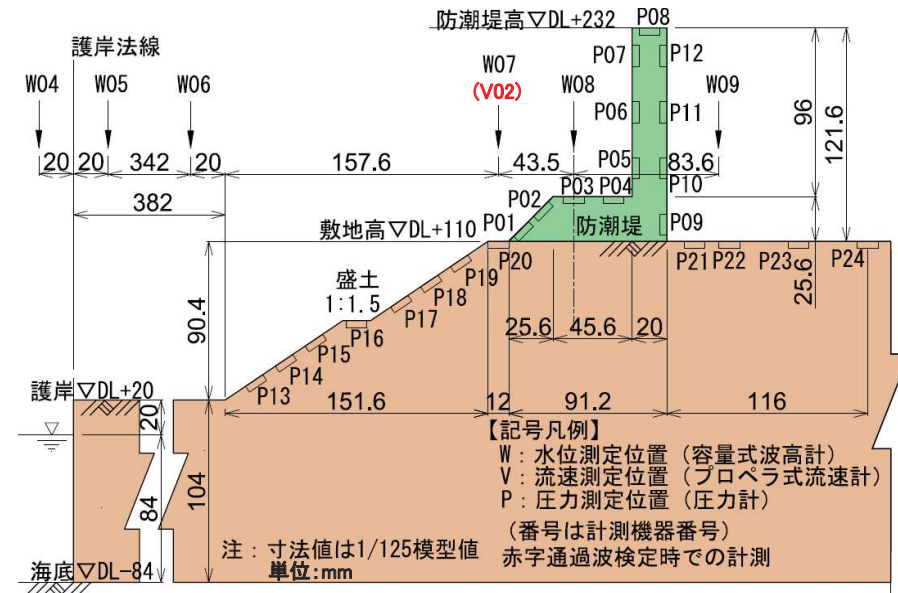 防潮堤高▽DL+232
P08
護岸法線
W04
W05
W06
W07
(V02)
W08
W09
P07
P12
P06
P11
P05
P10
96
121.6
20
20
342
20
157.6
43.5
83.6
382
P03
P04
P02
P01
敷地高▽DL+110
防潮堤
P09
P20
P21
P22
P23
P24
25.6
盛土
1:1.5
P19
P18
P17
P16
P15
P14
P13
90.4
25.6
45.6
20
護岸▽DL+20
20
151.6
12
91.2
116
84
104
【記号凡例】
W：水位測定位置（容量式波高計）
V：流速測定位置（プロペラ式流速計）
P：圧力測定位置（圧力計）
（番号は計測機器番号）
赤字通過波検定時での計測
注：寸法値は1/125模型値
単位:mm
海底▽DL-84